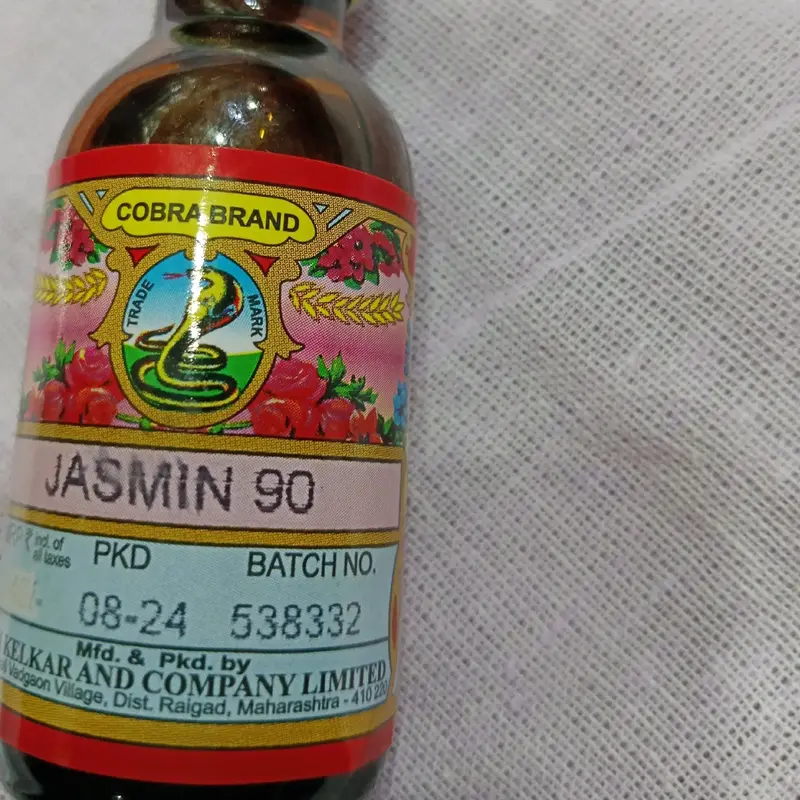 COBRA BRAND
TRADE MARK
JASMIN 90
incl. of
all taxes
PKD
BATCH NO.
08-24
538332
Mfd. & Pkd. by
KELKAR AND COMPANY LIMITED
Vadgaon Village, Dist. Raigad, Maharashtra - 410 220